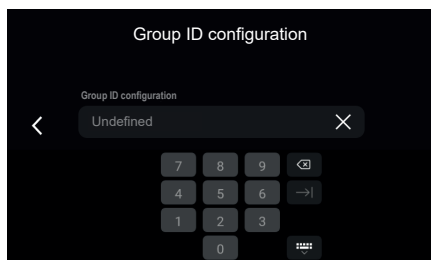 Group ID configuration
Group ID configuration
Undefined
7 8 9
4 5 6
1 2 3
0